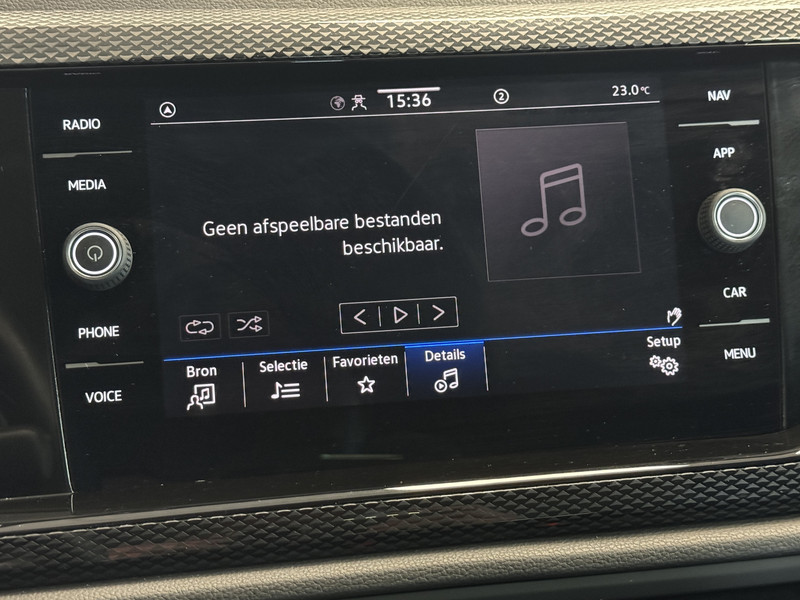 RADIO
MEDIA
PHONE
VOICE
15:36
2
23.0°C
Geen afspeelbare bestanden
beschikbaar.
Bron
Selectie
Favorieten
Details
Setup
NAV
APP
CAR
MENU